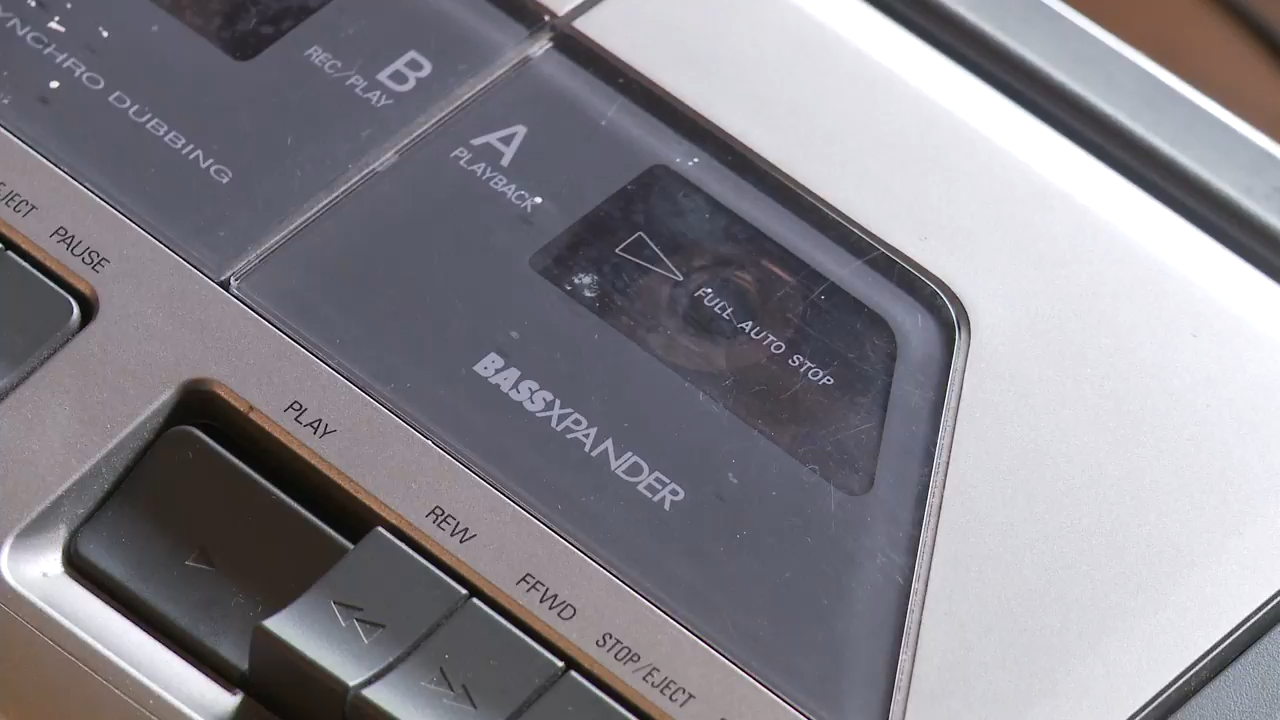 SYNCHRO DUBBING
REC/PLAY B
A
PLAYBACK
FULL AUTO STOP
BASSXPANDER
EJECT
PAUSE
PLAY
REW
FFWD
STOP/EJECT